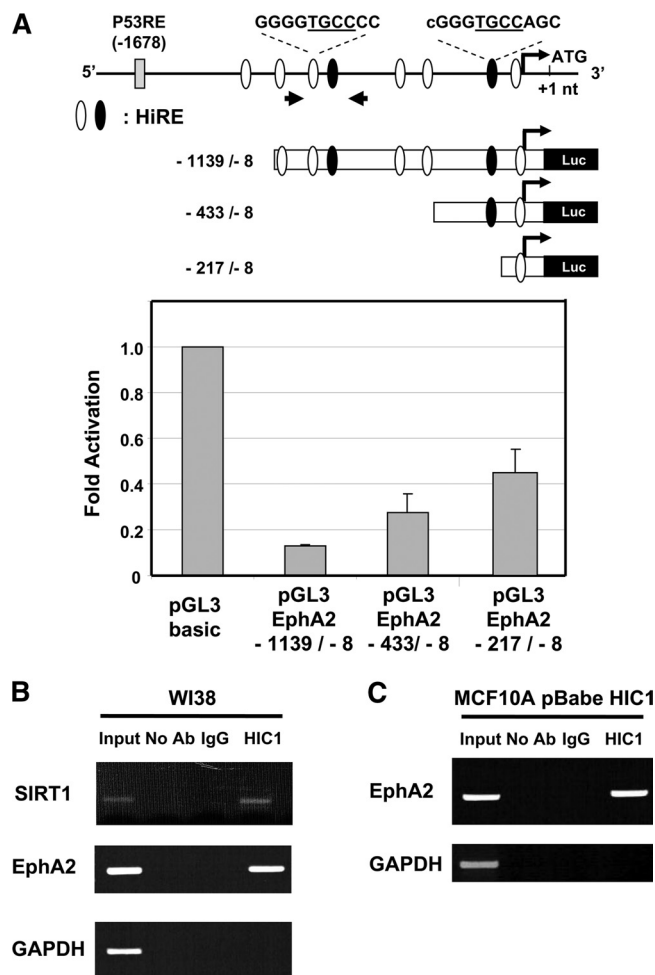 A
P53RE
(-1678)
GGGGTGCCCC
cGGGTGCCAGC
5'
ATG
+1 nt
3'
: HiRE
- 1139 /- 8
Luc
- 433 /- 8
Luc
- 217 /- 8
Luc
Fold Activation
1.0
0.8
0.6
0.4
0.2
0
pGL3
basic
pGL3
EphA2
- 1139 / - 8
pGL3
EphA2
- 433/ - 8
pGL3
EphA2
- 217 / - 8
B
WI38
Input No Ab IgG HIC1
SIRT1
EphA2
GAPDH
C
MCF10A pBabe HIC1
Input No Ab IgG HIC1
EphA2
GAPDH